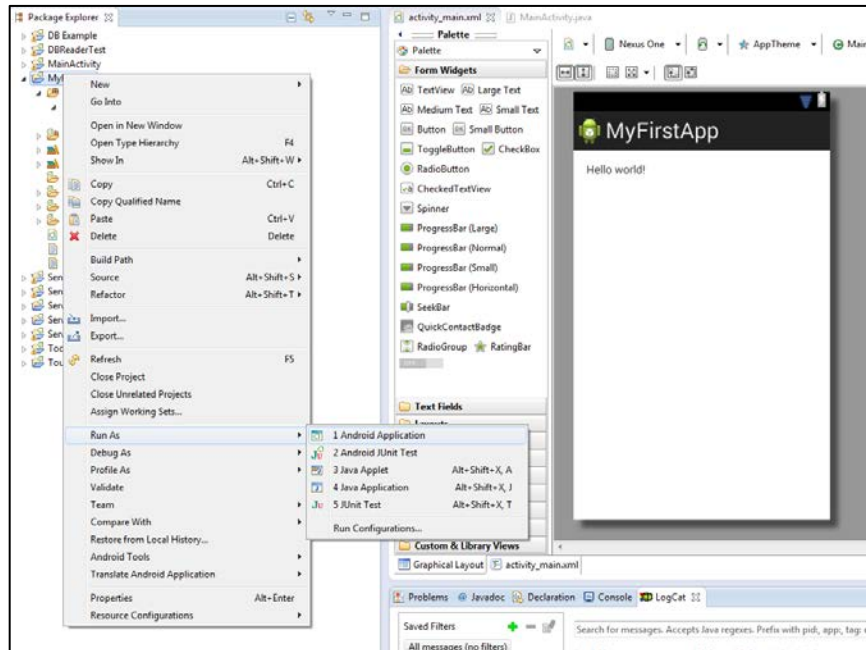 Package Explorer
DB Example
DBReaderTest
MainActivity
New
Go Into
Open in New Window
Open Type Hierarchy F4
Show In Alt+Shift+W
Copy Ctrl+C
Copy Qualified Name
Paste Ctrl+V
Delete Delete
Build Path
Source Alt+Shift+S
Refactor Alt+Shift+T
Import...
Export...
Refresh F5
Close Project
Close Unrelated Projects
Assign Working Sets...
Run As
Debug As
Profile As
Validate
Team
Compare With
Restore from Local History...
Android Tools
Translate Android Application
Properties Alt+Enter
Resource Configurations
1 Android Application
2 Android JUnit Test
3 Java Applet Alt+Shift+X, A
4 Java Application Alt+Shift+X, J
5 JUnit Test Alt+Shift+X, T
Run Configurations...
activity_main.xml MainActivity.java
Palette
Palette
Form Widgets
TextView Large Text
Medium Text Small Text
Button Small Button
ToggleButton CheckBox
RadioButton
CheckedTextView
Spinner
ProgressBar (Large)
ProgressBar (Normal)
ProgressBar (Small)
ProgressBar (Horizontal)
SeekBar
QuickContactBadge
RadioGroup RatingBar
Text Fields
Layouts
Custom & Library Views
Graphical Layout activity_main.xml
Nexus One AppTheme Main
MyFirstApp
Hello world!
Problems @ Javadoc Declaration Console LogCat
Saved Filters
All messages (no filters)
Search for messages. Accepts Java regexes. Prefix with pid:, app:, tag: